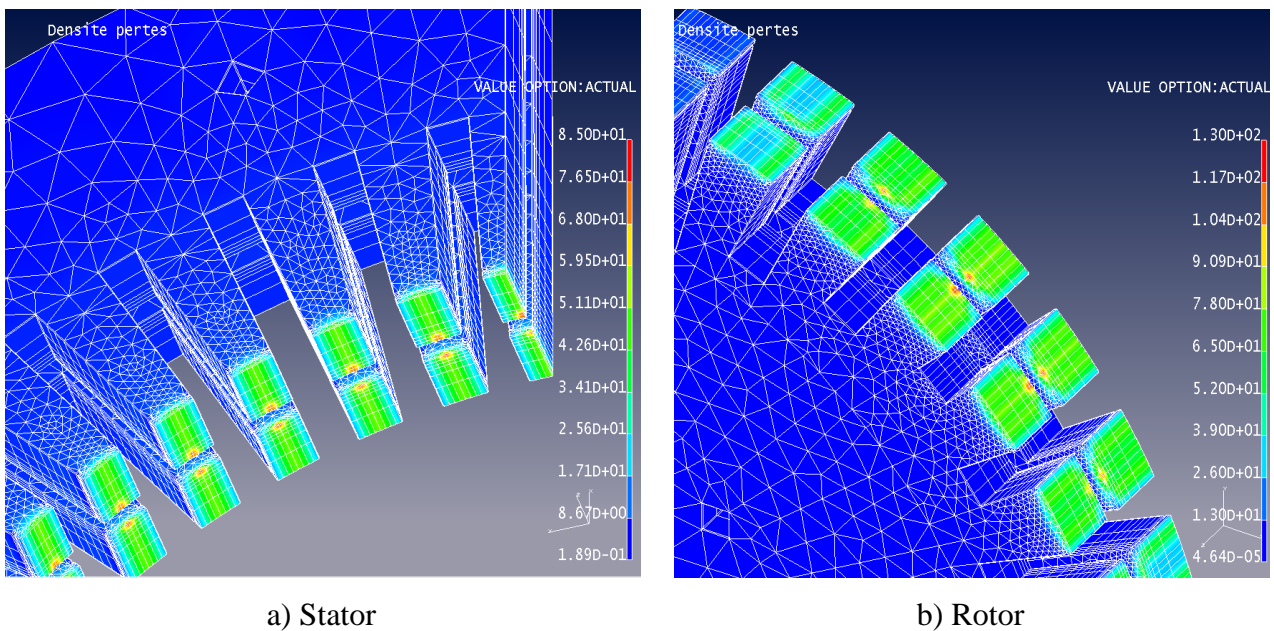 Densite pertes
VALUE OPTION:ACTUAL
8.50D+01
7.65D+01
6.80D+01
5.95D+01
5.11D+01
4.26D+01
3.41D+01
2.56D+01
1.71D+01
8.67D+00
1.89D-01
a) Stator
Densite pertes
VALUE OPTION:ACTUAL
1.30D+02
1.17D+02
1.04D+02
9.09D+01
7.80D+01
6.50D+01
5.20D+01
3.90D+01
2.60D+01
1.30D+01
4.64D-05
b) Rotor